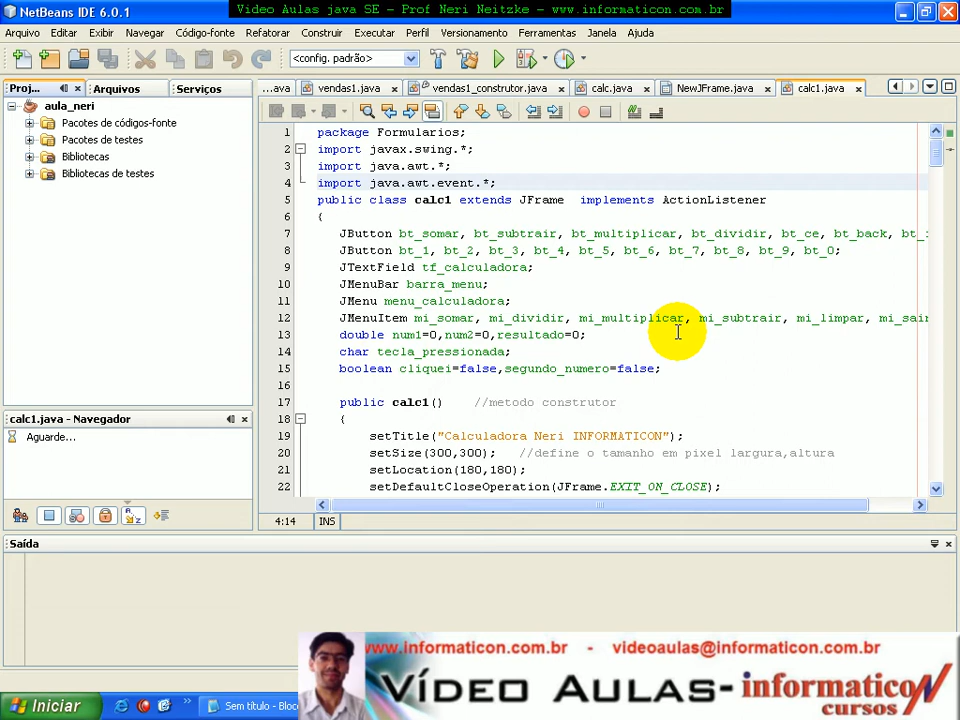 NetBeans IDE 6.0.1
Video Aulas java SE - Prof Neri Neitzke - www.informaticon.com.br
Arquivo Editar Exibir Navegar Código-fonte Refatorar Construir Executar Perfil Versionamento Ferramentas Janela Ajuda
<config. padrão>
Proj... Arquivos Serviços
...ava vendas1.java vendas1_construtor.java calc.java NewJFrame.java calc1.java
aula_neri
Pacotes de códigos-fonte
Pacotes de testes
Bibliotecas
Bibliotecas de testes
1 package Formularios;
2 import javax.swing.*;
3 import java.awt.*;
4 import java.awt.event.*;
5 public class calc1 extends JFrame implements ActionListener
6 {
7 JButton bt_somar, bt_subtrair, bt_multiplicar, bt_dividir, bt_ce, bt_back, bt_
8 JButton bt_1, bt_2, bt_3, bt_4, bt_5, bt_6, bt_7, bt_8, bt_9, bt_0;
9 JTextField tf_calculadora;
10 JMenuBar barra_menu;
11 JMenu menu_calculadora;
12 JMenuItem mi_somar, mi_dividir, mi_multiplicar, mi_subtrair, mi_limpar, mi_sair
13 double num1=0,num2=0,resultado=0;
14 char tecla_pressionada;
15 boolean cliquei=false,segundo_numero=false;
16
17 public calc1() //metodo construtor
18 {
19 setTitle("Calculadora Neri INFORMATICON");
20 setSize(300,300); //define o tamanho em pixel largura,altura
21 setLocation(180,180);
22 setDefaultCloseOperation(JFrame.EXIT_ON_CLOSE);
calc1.java - Navegador
Aguarde...
4:14 INS
Saída
www.informaticon.com.br - videoaulas@informaticon.com.br
VÍDEO AULAS- informaticoN
cursos
Iniciar
Sem título - Bloc